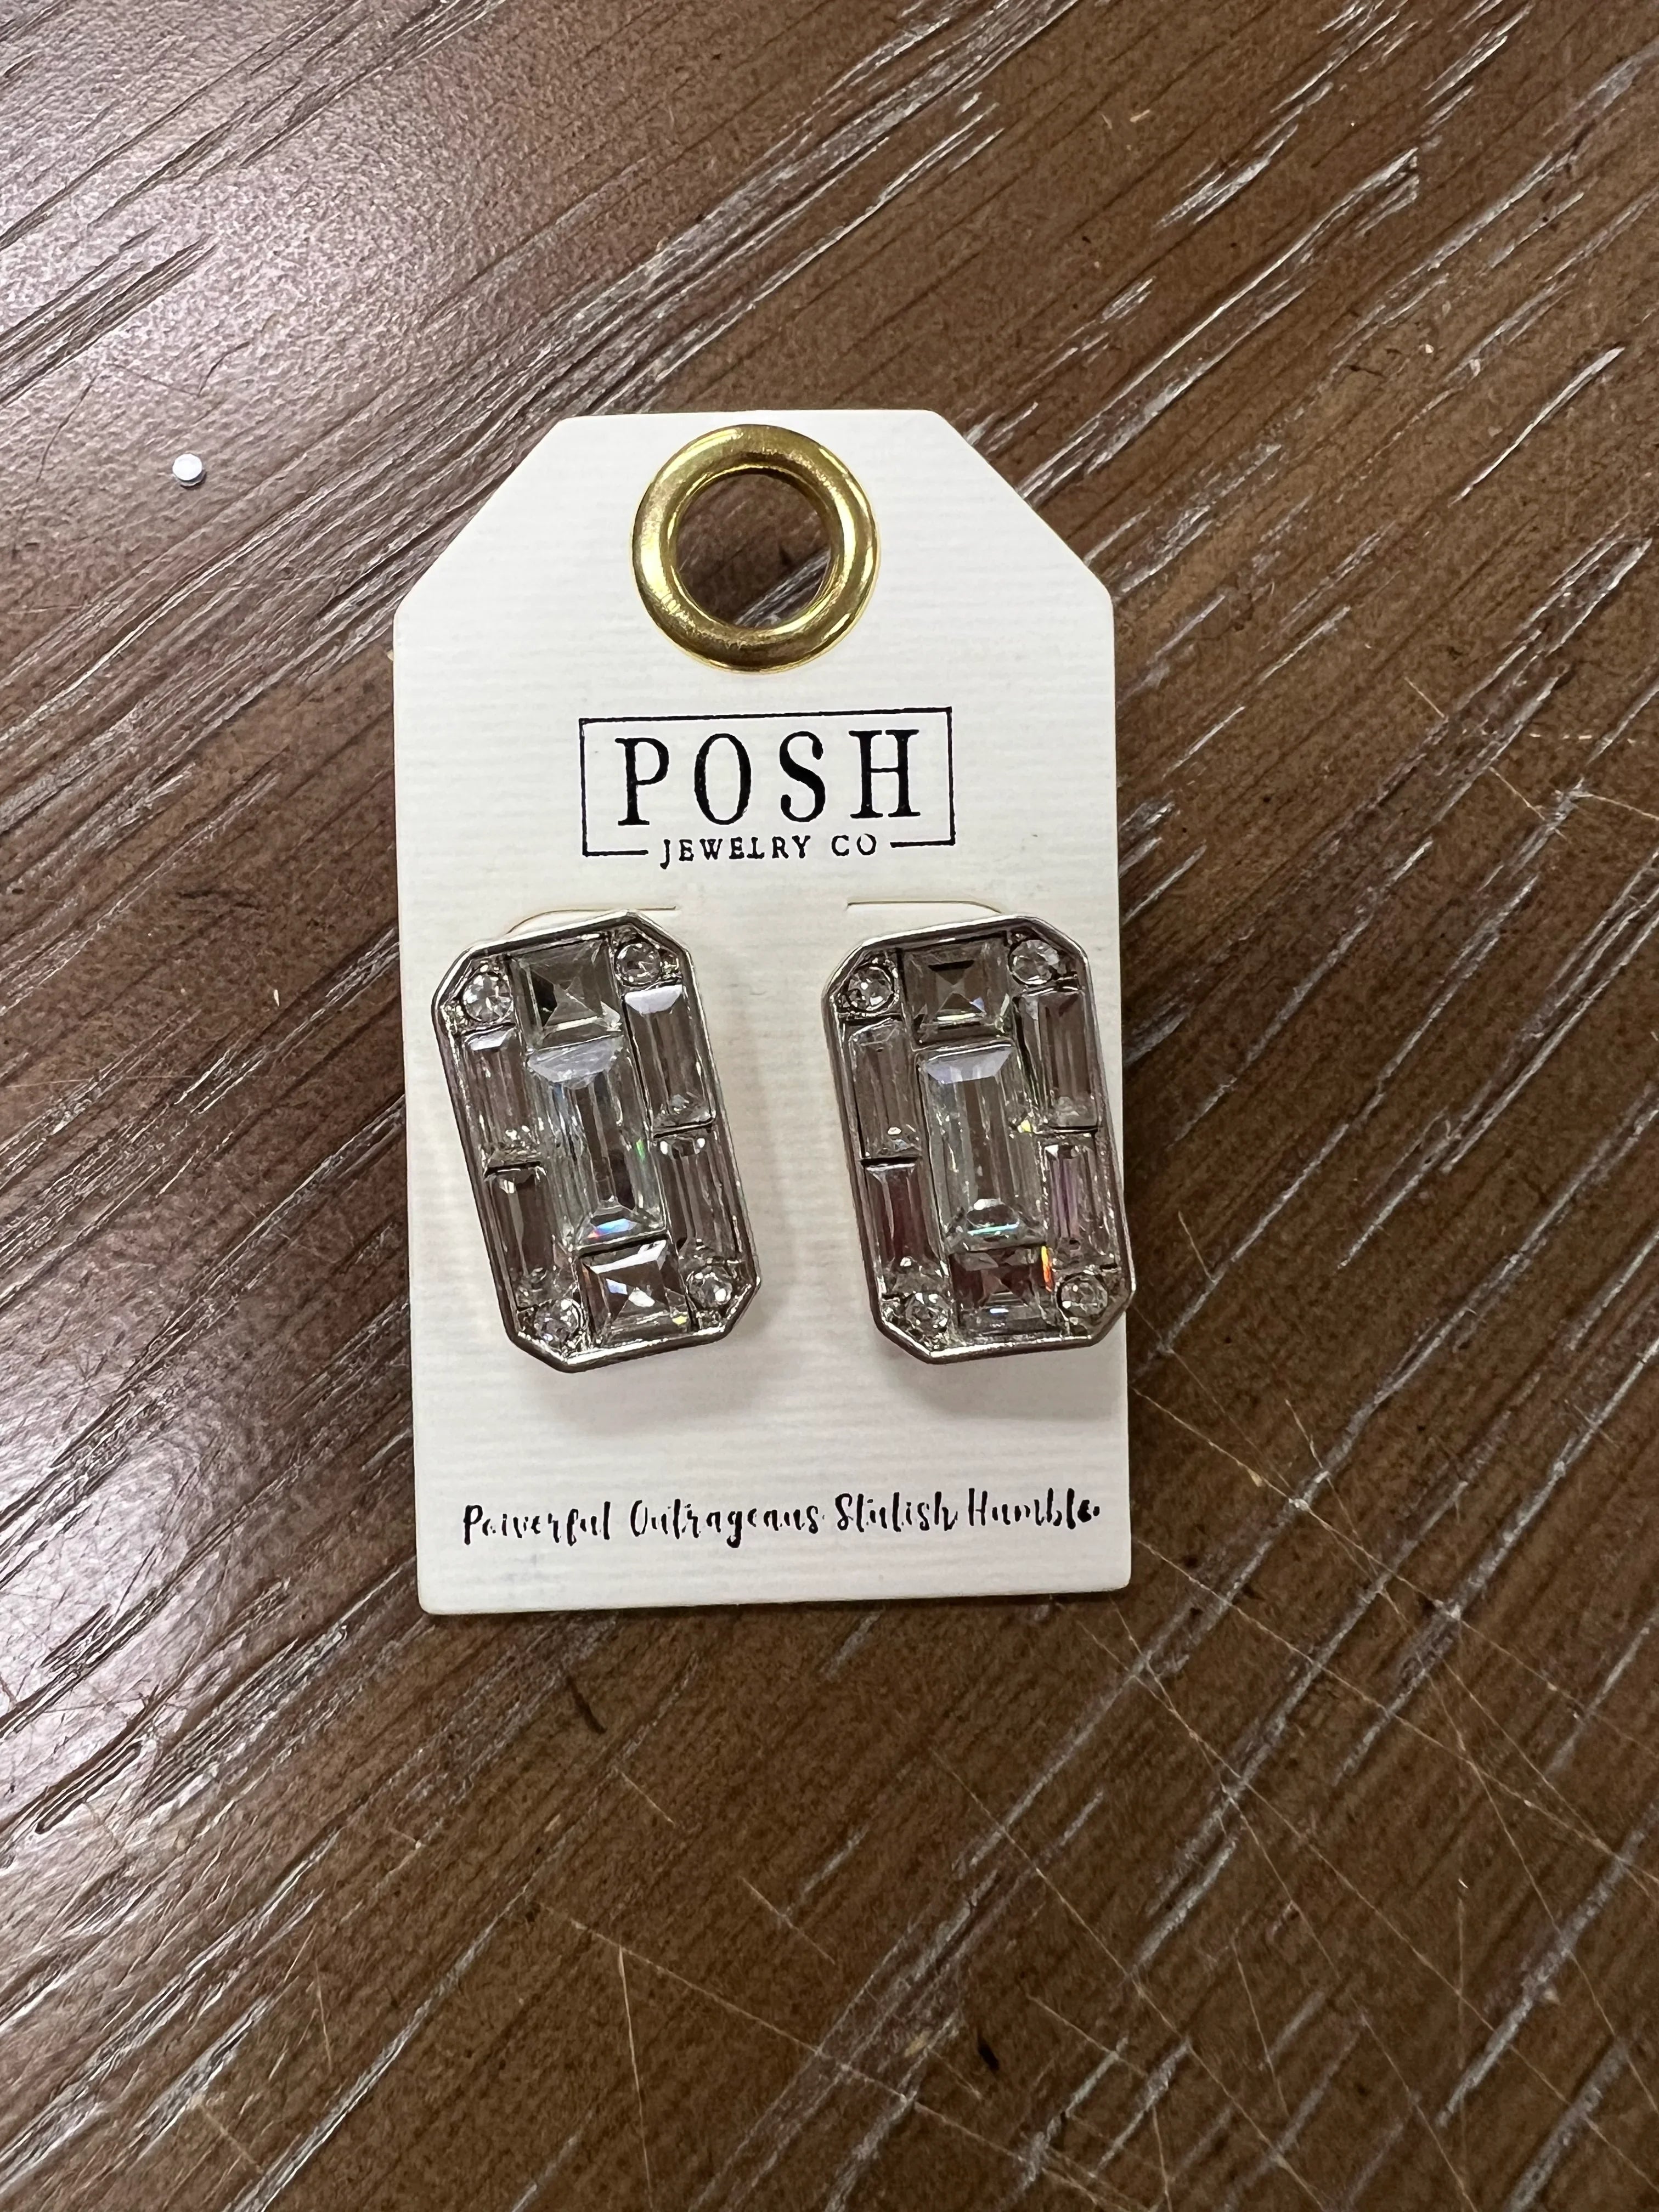 POSH
JEWELRY CO
Powerful Outrageous Stylish Humble